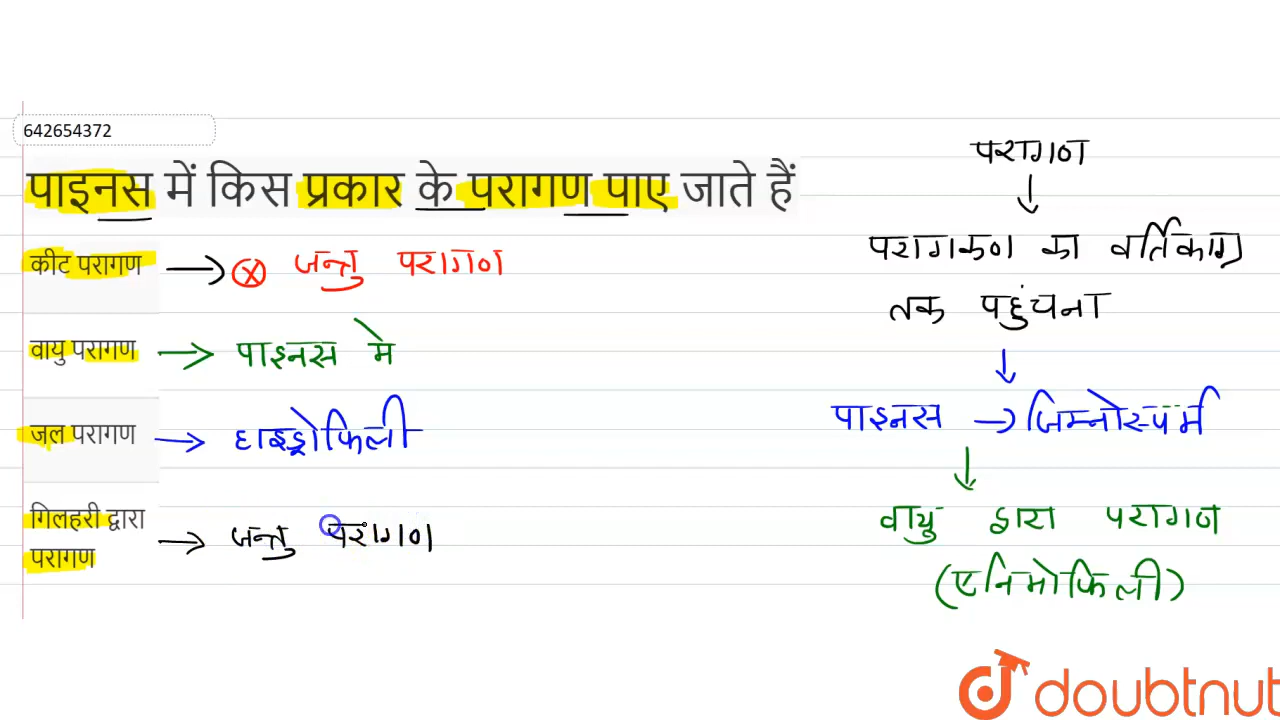 642654372
पाइनस में किस प्रकार के परागण पाए जाते हैं
कीट परागण → ⊗ जन्तु परागण
वायु परागण → पाइनस मे
जल परागण → हाइड्रोफिली
गिलहरी द्वारा
परागण → जन्तु परागण
परागण
↓
परागकण का वर्तिकाग्र
तक पहुंचना
↓
पाइनस → जिम्नोस्पर्म
↓
वायु द्वारा परागण
(एनिमोफिली)
doubtnut